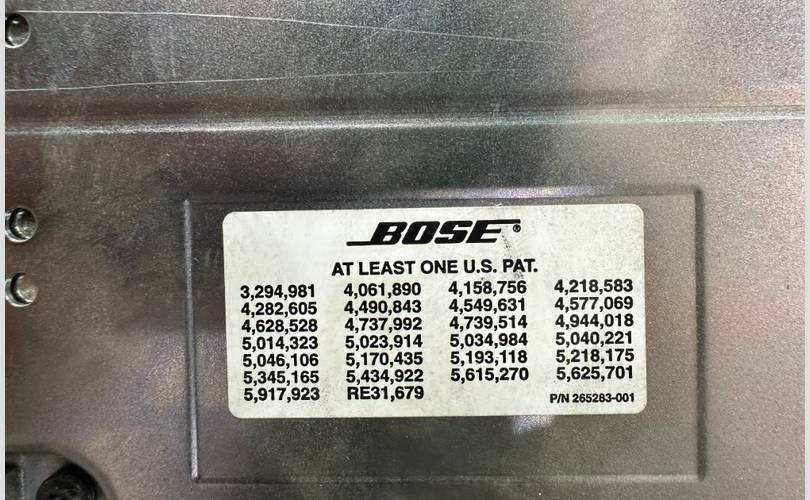 BOSE®
AT LEAST ONE U.S. PAT.
3,294,981 4,061,890 4,158,756 4,218,583
4,282,605 4,490,843 4,549,631 4,577,069
4,628,528 4,737,992 4,739,514 4,944,018
5,014,323 5,023,914 5,034,984 5,040,221
5,046,106 5,170,435 5,193,118 5,218,175
5,345,165 5,434,922 5,615,270 5,625,701
5,917,923 RE31,679 P/N 265283-001